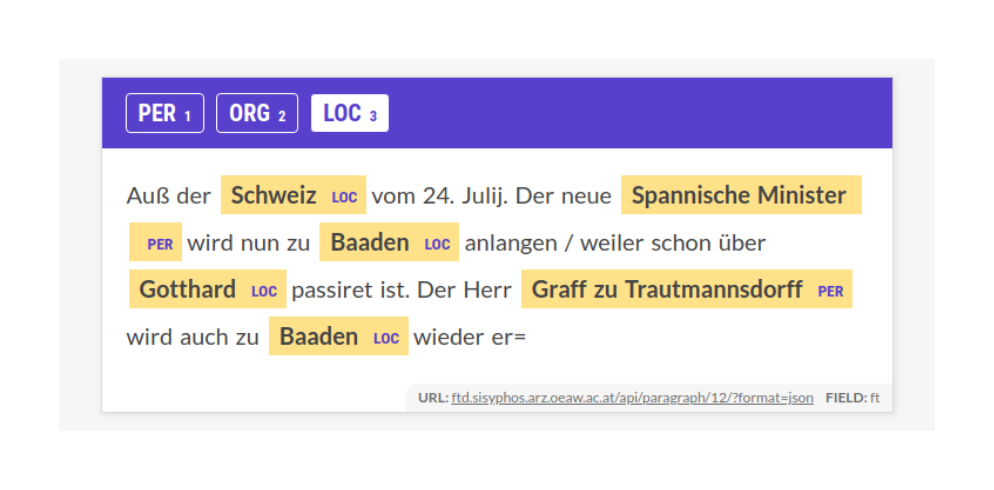 PER 1 ORG 2 LOC 3
Auß der Schweiz LOC vom 24. Julij. Der neue Spannische Minister
PER wird nun zu Baaden LOC anlangen / weiler schon über
Gotthard LOC passiret ist. Der Herr Graff zu Trautmannsdorff PER
wird auch zu Baaden LOC wieder er=
URL: ftd.sisyphos.arz.oeaw.ac.at/api/paragraph/12/?format=json FIELD: ft